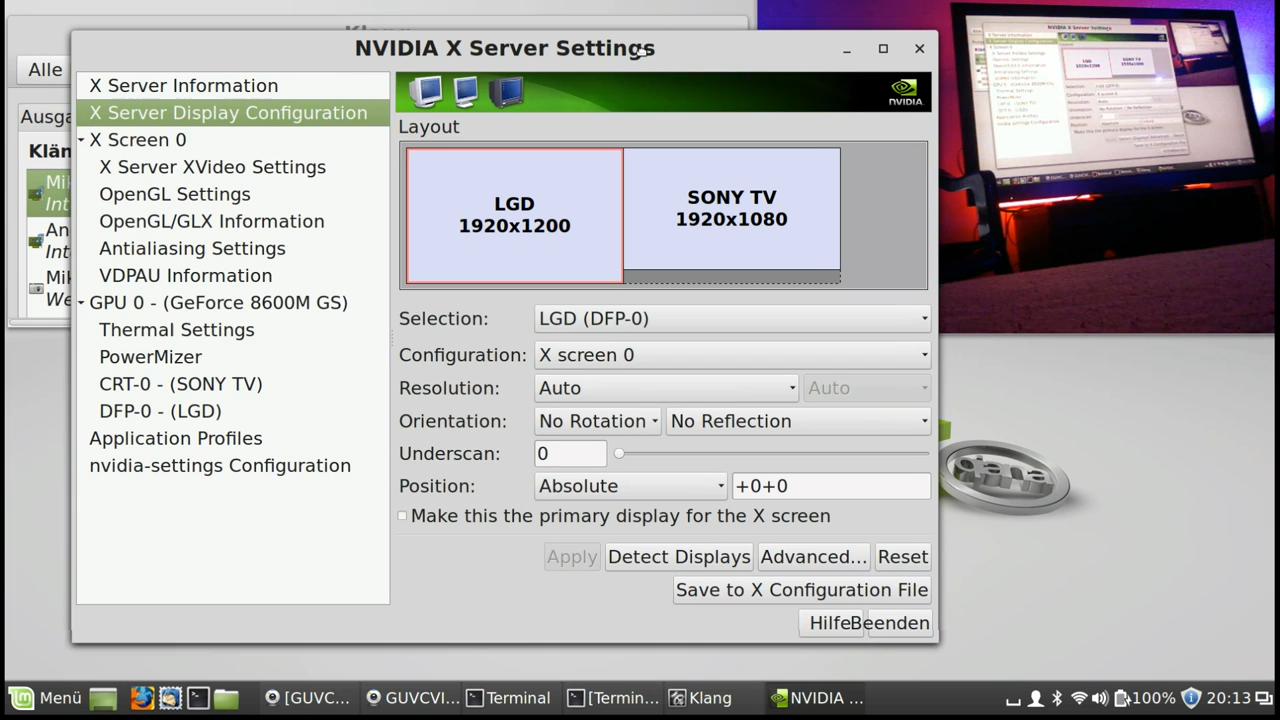 Kl
NVIDIA X Server Settings
Alle
Ausga
Klän
Mik
Int
An
Int
Mik
We
X Server Information
X Server Display Configuration
X Screen 0
X Server XVideo Settings
OpenGL Settings
OpenGL/GLX Information
Antialiasing Settings
VDPAU Information
GPU 0 - (GeForce 8600M GS)
Thermal Settings
PowerMizer
CRT-0 - (SONY TV)
DFP-0 - (LGD)
Application Profiles
nvidia-settings Configuration
NVIDIA
Layout
LGD
1920x1200
SONY TV
1920x1080
Selection: LGD (DFP-0)
Configuration: X screen 0
Resolution: Auto Auto
Orientation: No Rotation No Reflection
Underscan: 0
Position: Absolute +0+0
Make this the primary display for the X screen
Apply Detect Displays Advanced... Reset
Save to X Configuration File
Hilfe Beenden
Menü [GUVC... GUVCVI... Terminal [Termin... Klang NVIDIA ... 100% 20:13